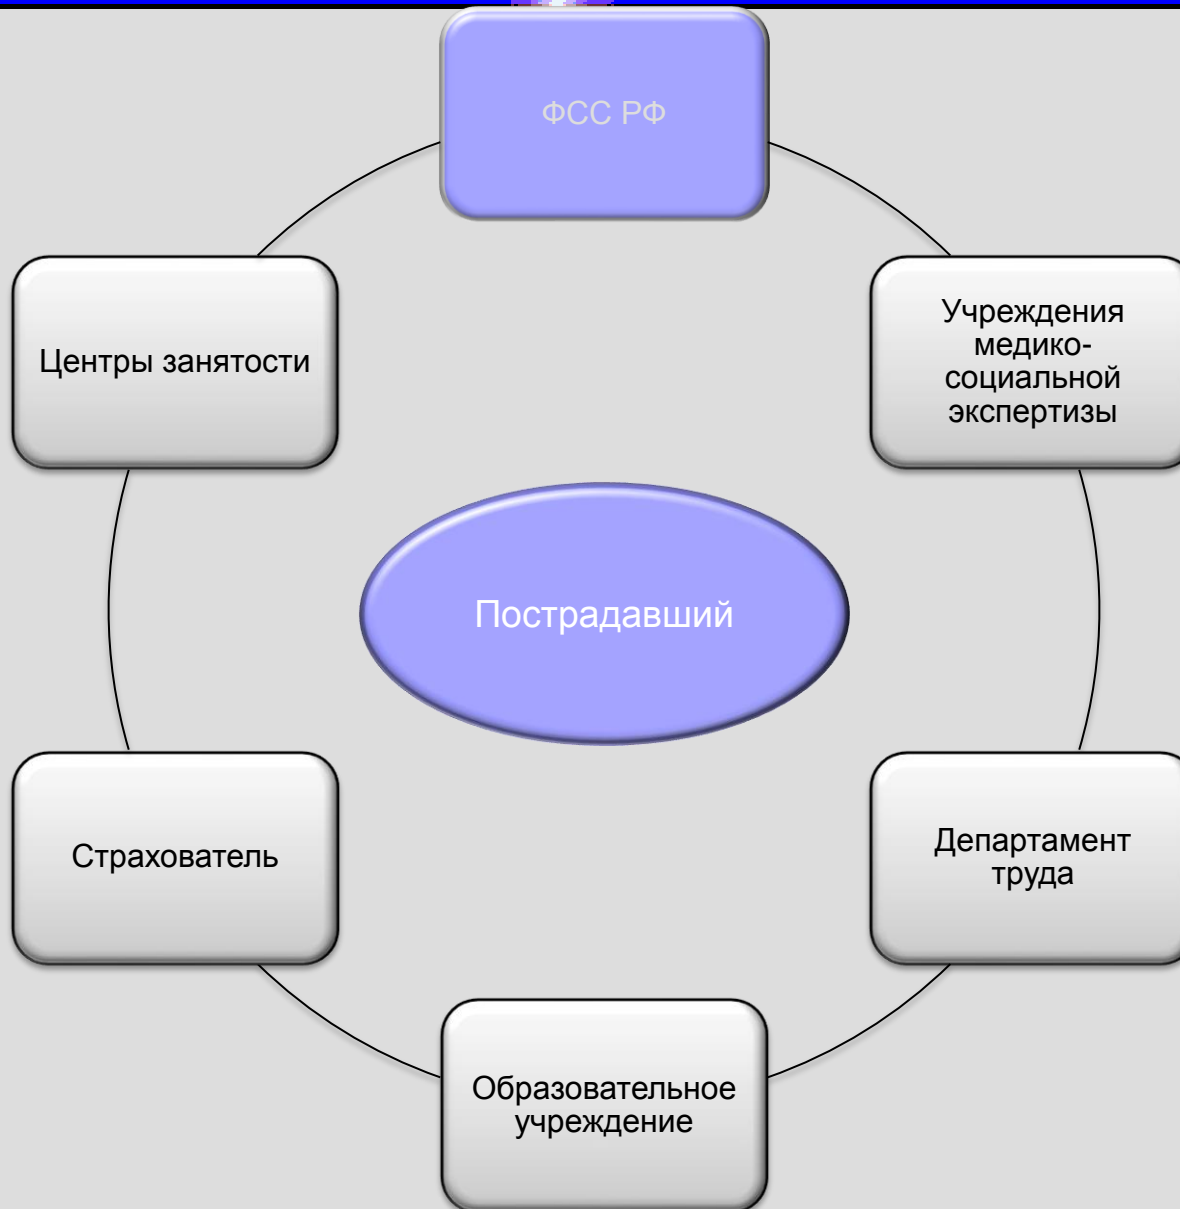 ФСС РФ
Учреждения
медико-
социальной
экспертизы
Центры занятости
Пострадавший
Департамент
труда
Страхователь
Образовательное
учреждение